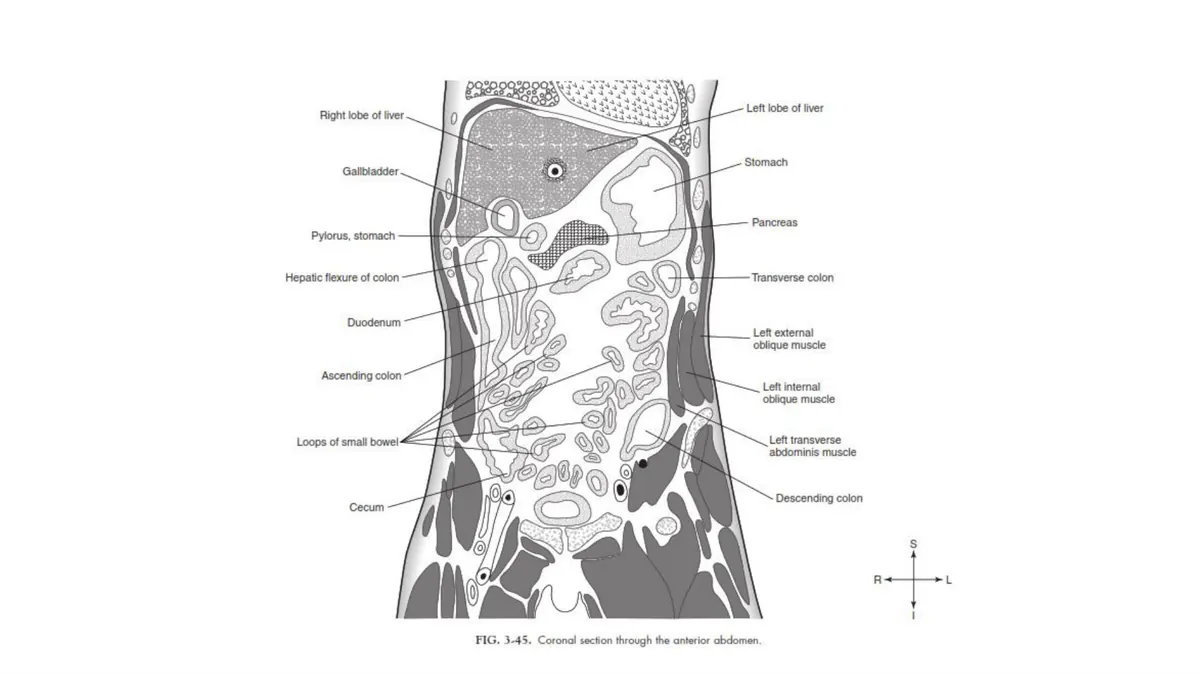 Right lobe of liver
Gallbladder
Pylorus, stomach
Hepatic flexure of colon
Duodenum
Ascending colon
Loops of small bowel
Cecum
Left lobe of liver
Stomach
Pancreas
Transverse colon
Left external
oblique muscle
Left internal
oblique muscle
Left transverse
abdominis muscle
Descending colon
S
R L
I
FIG. 3-45. Coronal section through the anterior abdomen.